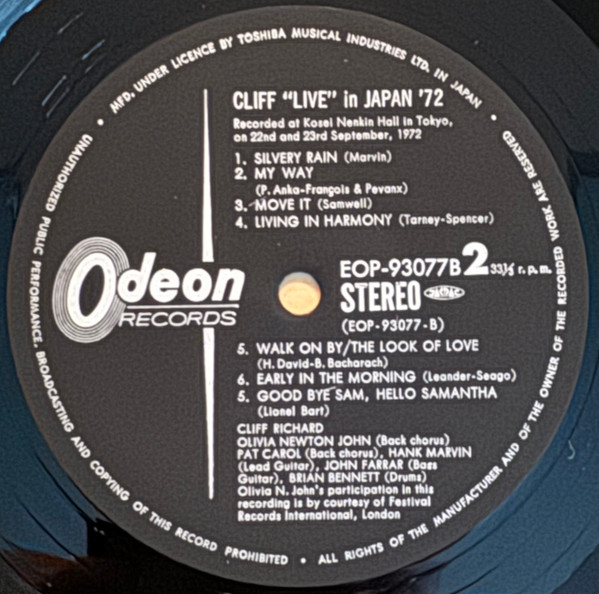 MFD. UNDER LICENCE BY TOSHIBA MUSICAL INDUSTRIES LTD. IN JAPAN
CLIFF "LIVE" in JAPAN '72
Recorded at Kosei Nenkin Hall in Tokyo,
on 22nd and 23rd September, 1972
1. SILVERY RAIN (Marvin)
2. MY WAY
(P. Anka-François & Pevanx)
3. MOVE IT (Samwell)
4. LIVING IN HARMONY (Tarney-Spencer)
Odeon
RECORDS
EOP-93077B 2 33⅓ r.p.m.
STEREO
(EOP-93077-B)
5. WALK ON BY/THE LOOK OF LOVE
(H. David-B. Bacharach)
6. EARLY IN THE MORNING (Leander-Seago)
5. GOOD BYE SAM, HELLO SAMANTHA
(Lionel Bart)
CLIFF RICHARD
OLIVIA NEWTON JOHN (Back chorus)
PAT CAROL (Back chorus), HANK MARVIN
(Lead Guitar), JOHN FARRAR (Bass
Guitar), BRIAN BENNETT (Drums)
Olivia N. John's participation in this
recording is by courtesy of Festival
Records International, London
UNAUTHORIZED PUBLIC PERFORMANCE, BROADCASTING AND COPYING OF THIS RECORD PROHIBITED • ALL RIGHTS OF THE MANUFACTURER AND OF THE OWNER OF THE RECORDED WORK ARE RESERVED